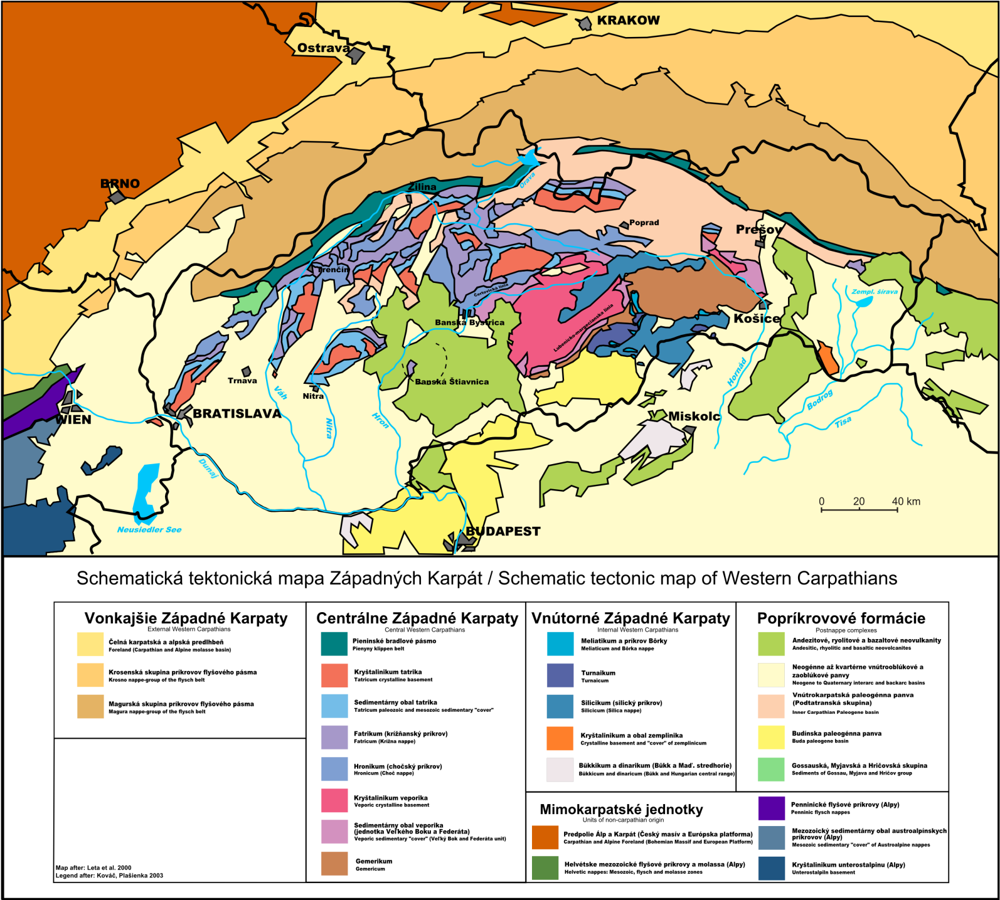 KRAKOW
Ostrava
BRNO
Žilina
Orava
Poprad
Prešov
Trenčín
Čertovická linia
Zempl. šírava
Banská Bystrica
Košice
Lubenicko-margecianska linia
Trnava
Nitra
Banská Štiavnica
Váh
Hornád
Bodrog
WIEN
BRATISLAVA
Nitra
Hron
Miskolc
Tisa
Dunaj
0 20 40 km
Neusiedler See
BUDAPEST
Schematická tektonická mapa Západných Karpát / Schematic tectonic map of Western Carpathians
Vonkajšie Západné Karpaty
External Western Carpathians
Čelná karpatská a alpská predlhbeň
Foreland (Carpathian and Alpine molasse basin)
Krosenská skupina príkrovov flyšového pásma
Krosno nappe-group of the flysch belt
Magurská skupina príkrovov flyšového pásma
Magura nappe-group of the flysch belt
Map after: Leta et al. 2000
Legend after: Kováč, Plašienka 2003
Centrálne Západné Karpaty
Central Western Carpathians
Pieninské bradlové pásmo
Pienyny klippen belt
Kryštalinikum tatrika
Tatricum crystalline basement
Sedimentárny obal tatrika
Tatricum paleozoic and mesozoic sedimentary "cover"
Fatrikum (krížňanský príkrov)
Fatricum (Krížna nappe)
Hronikum (chočský príkrov)
Hronicum (Choč nappe)
Kryštalinikum veporika
Veporic crystalline basement
Sedimentárny obal veporika
(jednotka Veľkého Boku a Federáta)
Veporic sedimentary "cover" (Veľký Bok and Federáta unit)
Gemerikum
Gemericum
Vnútorné Západné Karpaty
Internal Western Carpathians
Meliatikum a príkrov Bôrky
Meliaticum and Bôrka nappe
Turnaikum
Turnaicum
Silicikum (silický príkrov)
Silicicum (Silica nappe)
Kryštalinikum a obal zemplinika
Crystalline basement and "cover" of zemplinicum
Bükkikum a dinarikum (Bükk a Maď. stredhorie)
Bükkicum and dinaricum (Bükk and Hungarian central range)
Popríkrovové formácie
Postnappe complexes
Andezitové, ryolitové a bazaltové neovulkanity
Andesitic, rhyolitic and basaltic neovolcanites
Neogénne až kvartérne vnútrooblúkové a
zaoblúkové panvy
Neogene to Quaternary interarc and backarc basins
Vnútrokarpatská paleogénna panva
(Podtatranská skupina)
Inner Carpathian Paleogene basin
Budínska paleogénna panva
Buda paleogene basin
Gossauská, Myjavská a Hričovská skupina
Sediments of Gossau, Myjava and Hričov group
Mimokarpatské jednotky
Units of non-carpathian origin
Predpolie Álp a Karpát (Český masív a Európska platforma)
Carpathian and Alpine Foreland (Bohemian Massif and European Platform)
Helvétske mezozoické flyšové príkrovy a molassa (Alpy)
Helvetic nappes: Mesozoic, flysch and molasse zones
Penninické flyšové príkrovy (Alpy)
Penninic flysch nappes
Mezozoický sedimentárny obal austroalpínskych
príkrovov (Alpy)
Mesozoic sedimentary "cover" of Austroalpine nappes
Kryštalinikum unterostalpinu (Alpy)
Unterostalpiln basement